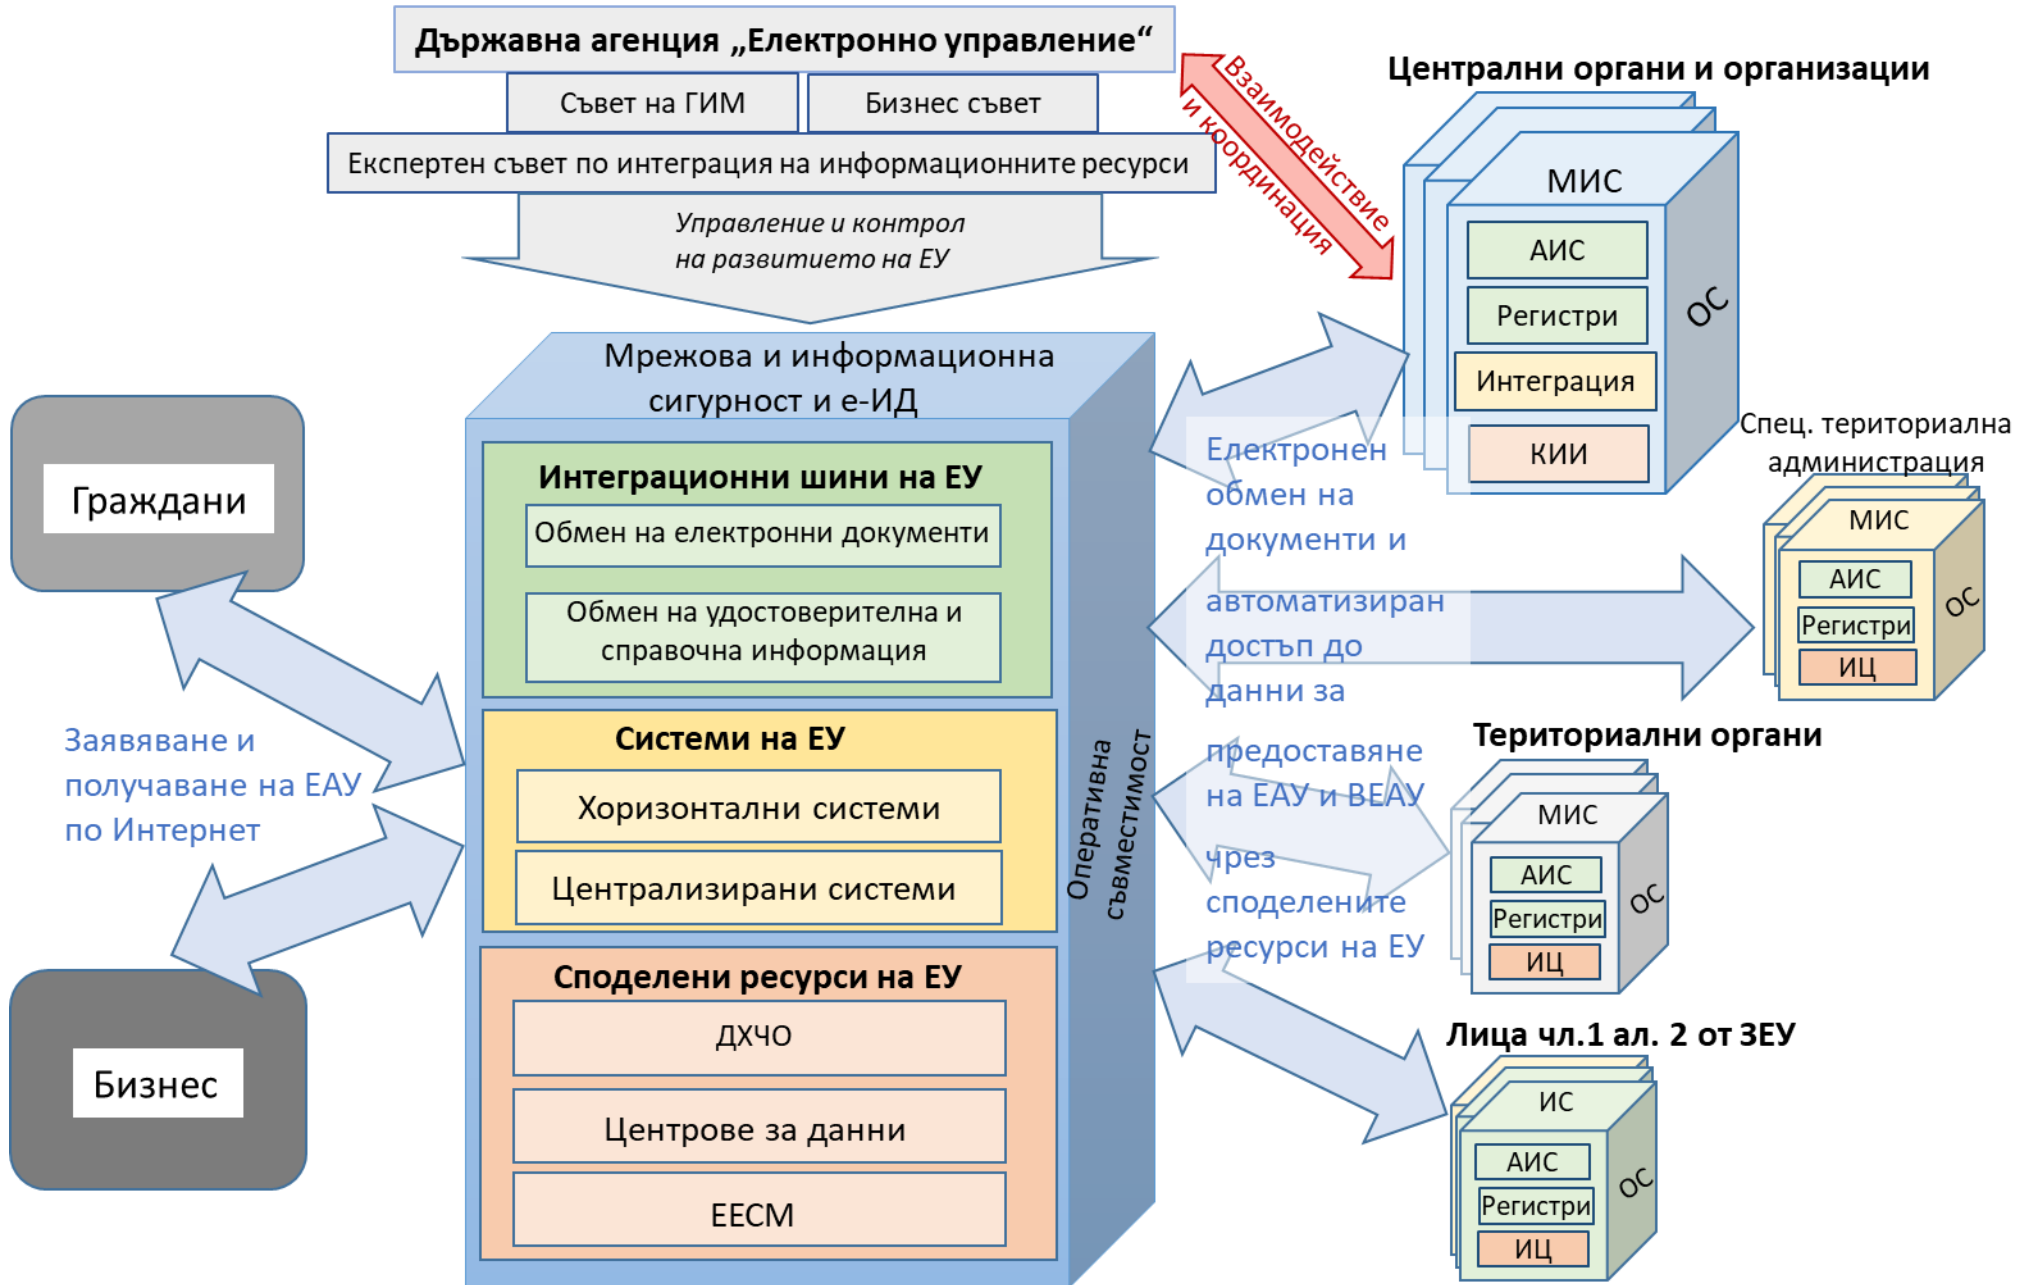 Държавна агенция „Електронно управление“
Съвет на ГИМ
Бизнес съвет
Експертен съвет по интеграция на информационните ресурси
Управление и контрол
на развитието на ЕУ
Взаимодействие
и координация
Централни органи и организации
МИС
АИС
Регистри
Интеграция
КИИ
ОС
Мрежова и информационна
сигурност и е-ИД
Интеграционни шини на ЕУ
Обмен на електронни документи
Обмен на удостоверителна и
справочна информация
Системи на ЕУ
Хоризонтални системи
Централизирани системи
Споделени ресурси на ЕУ
ДХЧО
Центрове за данни
ЕЕСМ
Оперативна
съвместимост
Граждани
Заявяване и
получаване на ЕАУ
по Интернет
Бизнес
Електронен
обмен на
документи и
автоматизиран
достъп до
данни за
предоставяне
на ЕАУ и ВЕАУ
чрез
споделените
ресурси на ЕУ
Спец. териториална
администрация
МИС
АИС
Регистри
ИЦ
ОС
Териториални органи
МИС
АИС
Регистри
ИЦ
ОС
Лица чл.1 ал. 2 от ЗЕУ
ИС
АИС
Регистри
ИЦ
ОС